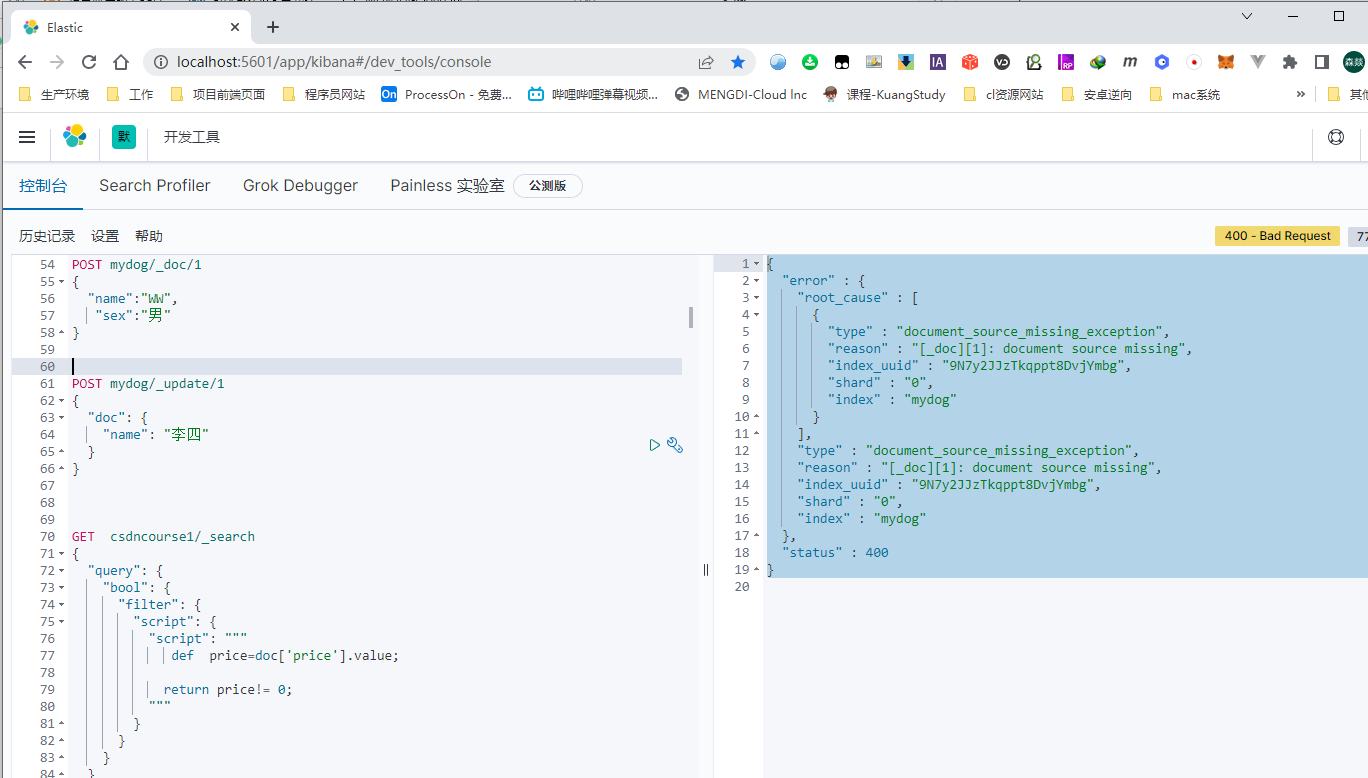 Elastic
localhost:5601/app/kibana#/dev_tools/console
生产环境 工作 项目前端页面 程序员网站 On ProcessOn - 免费... 哔哩哔哩弹幕视频... MENGDI-Cloud Inc 课程-KuangStudy cl资源网站 安卓逆向 mac系统 » 其他
默 开发工具
控制台 Search Profiler Grok Debugger Painless 实验室 公测版
历史记录 设置 帮助
400 - Bad Request 77
54 POST mydog/_doc/1
55 {
56 "name":"WW",
57 "sex":"男"
58 }
59
60
61 POST mydog/_update/1
62 {
63 "doc": {
64 "name": "李四"
65 }
66 }
67
68
69
70 GET  csdncourse1/_search
71 {
72 "query": {
73 "bool": {
74 "filter": {
75 "script": {
76 "script": """
77 def  price=doc['price'].value;
78
79 return price!= 0;
80 """
81 }
82 }
83 }
84 }
1 {
2 "error" : {
3 "root_cause" : [
4 {
5 "type" : "document_source_missing_exception",
6 "reason" : "[_doc][1]: document source missing",
7 "index_uuid" : "9N7y2JJzTkqppt8DvjYmbg",
8 "shard" : "0",
9 "index" : "mydog"
10 }
11 ],
12 "type" : "document_source_missing_exception",
13 "reason" : "[_doc][1]: document source missing",
14 "index_uuid" : "9N7y2JJzTkqppt8DvjYmbg",
15 "shard" : "0",
16 "index" : "mydog"
17 },
18 "status" : 400
19 }
20